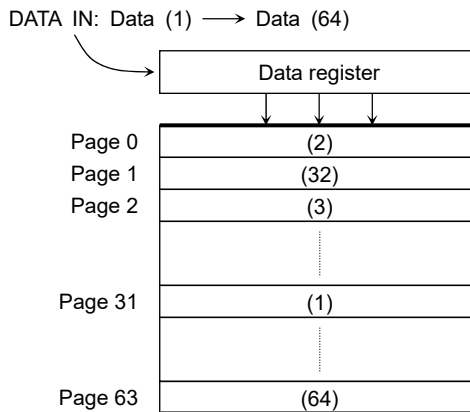 DATA IN: Data (1) → Data (64)
Data register
Page 0 (2)
Page 1 (32)
Page 2 (3)
Page 31 (1)
Page 63 (64)